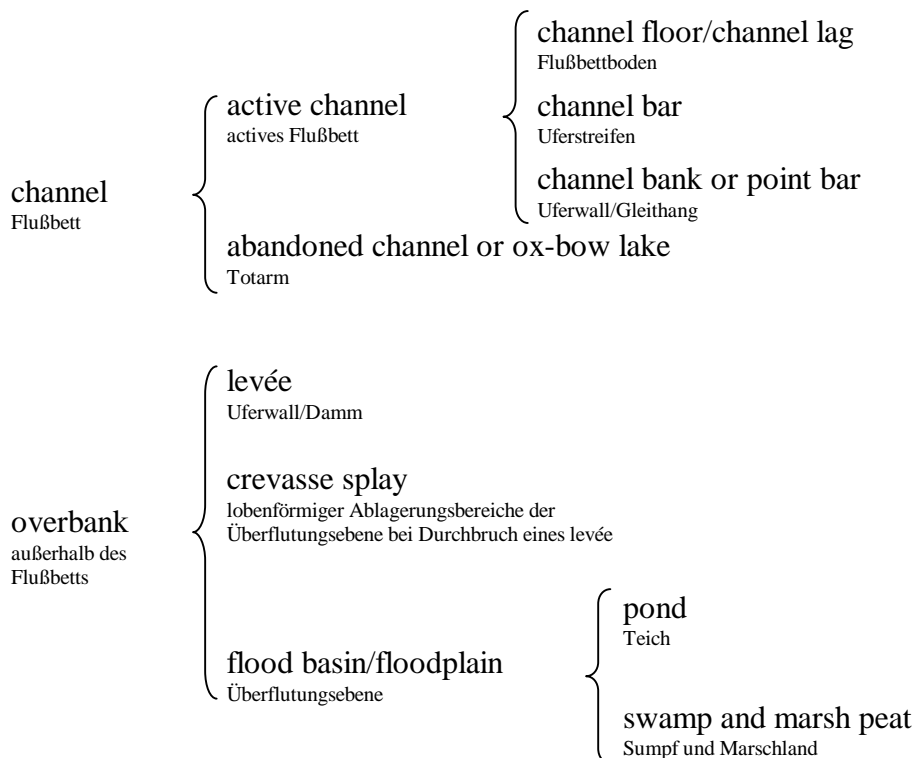 channel
Flußbett
active channel
actives Flußbett
channel floor/channel lag
Flußbettboden
channel bar
Uferstreifen
channel bank or point bar
Uferwall/Gleithang
abandoned channel or ox-bow lake
Totarm
overbank
außerhalb des
Flußbetts
levée
Uferwall/Damm
crevasse splay
lobenförmiger Ablagerungsbereiche der
Überflutungsebene bei Durchbruch eines levée
flood basin/floodplain
Überflutungsebene
pond
Teich
swamp and marsh peat
Sumpf und Marschland